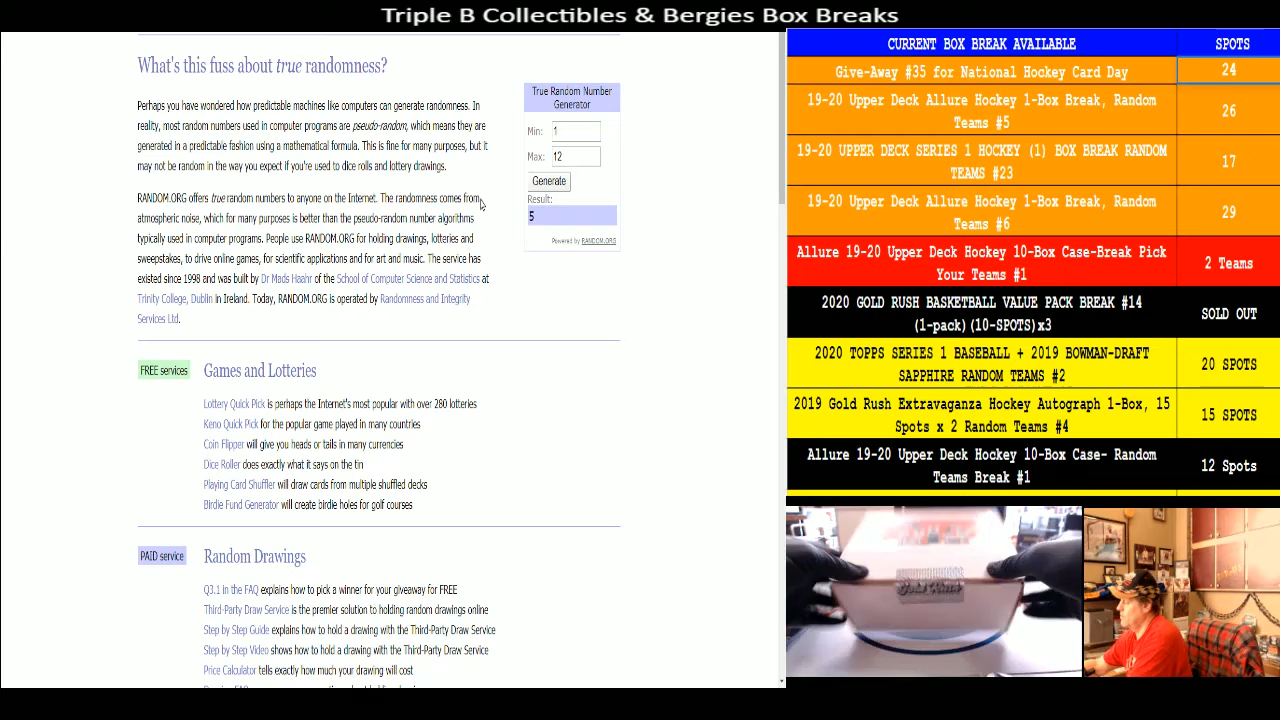 Triple B Collectibles & Bergies Box Breaks
What's this fuss about true randomness?
Perhaps you have wondered how predictable machines like computers can generate randomness. In
reality, most random numbers used in computer programs are pseudo-random, which means they are
generated in a predictable fashion using a mathematical formula. This is fine for many purposes, but it
may not be random in the way you expect if you're used to dice rolls and lottery drawings.
RANDOM.ORG offers true random numbers to anyone on the Internet. The randomness comes from
atmospheric noise, which for many purposes is better than the pseudo-random number algorithms
typically used in computer programs. People use RANDOM.ORG for holding drawings, lotteries and
sweepstakes, to drive online games, for scientific applications and for art and music. The service has
existed since 1998 and was built by Dr Mads Haahr of the School of Computer Science and Statistics at
Trinity College, Dublin in Ireland. Today, RANDOM.ORG is operated by Randomness and Integrity
Services Ltd.
True Random Number
Generator
Min: 1
Max: 12
Generate
Result:
5
Powered by RANDOM.ORG
FREE services
Games and Lotteries
Lottery Quick Pick is perhaps the Internet's most popular with over 280 lotteries
Keno Quick Pick for the popular game played in many countries
Coin Flipper will give you heads or tails in many currencies
Dice Roller does exactly what it says on the tin
Playing Card Shuffler will draw cards from multiple shuffled decks
Birdie Fund Generator will create birdie holes for golf courses
PAID service
Random Drawings
Q3.1 in the FAQ explains how to pick a winner for your giveaway for FREE
Third-Party Draw Service is the premier solution to holding random drawings online
Step by Step Guide explains how to hold a drawing with the Third-Party Draw Service
Step by Step Video shows how to hold a drawing with the Third-Party Draw Service
Price Calculator tells exactly how much your drawing will cost
CURRENT BOX BREAK AVAILABLE SPOTS
Give-Away #35 for National Hockey Card Day 24
19-20 Upper Deck Allure Hockey 1-Box Break, Random
Teams #5
26
19-20 UPPER DECK SERIES 1 HOCKEY (1) BOX BREAK RANDOM
TEAMS #23
17
19-20 Upper Deck Allure Hockey 1-Box Break, Random
Teams #6
29
Allure 19-20 Upper Deck Hockey 10-Box Case-Break Pick
Your Teams #1
2 Teams
2020 GOLD RUSH BASKETBALL VALUE PACK BREAK #14
(1-pack)(10-SPOTS)x3
SOLD OUT
2020 TOPPS SERIES 1 BASEBALL + 2019 BOWMAN-DRAFT
SAPPHIRE RANDOM TEAMS #2
20 SPOTS
2019 Gold Rush Extravaganza Hockey Autograph 1-Box, 15
Spots x 2 Random Teams #4
15 SPOTS
Allure 19-20 Upper Deck Hockey 10-Box Case- Random
Teams Break #1
12 Spots
Gold Rush